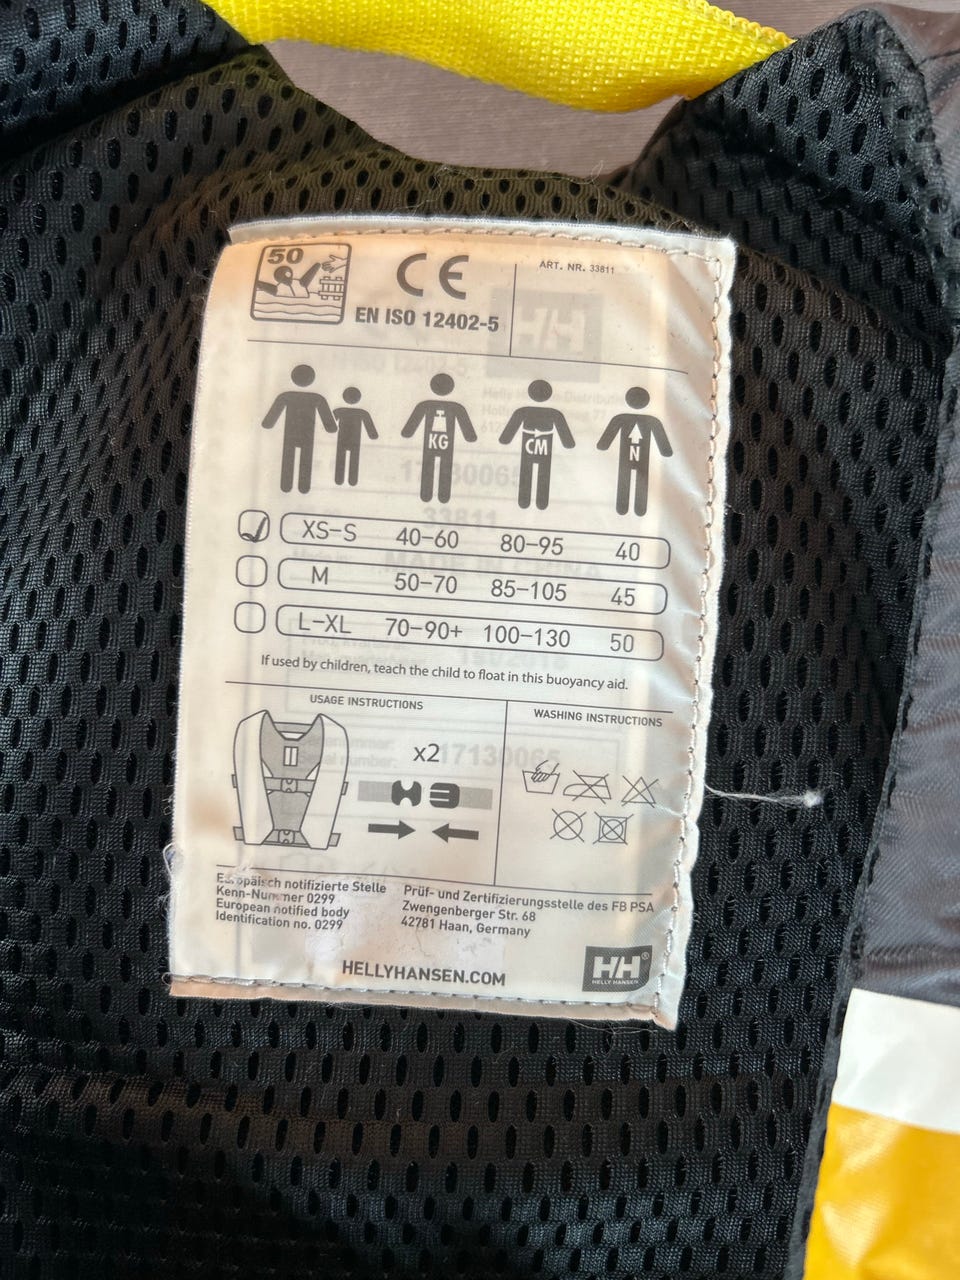 50
CE
ART. NR. 33811
EN ISO 12402-5
KG
CM
N
XS-S 40-60 80-95 40
M 50-70 85-105 45
L-XL 70-90+ 100-130 50
If used by children, teach the child to float in this buoyancy aid.
USAGE INSTRUCTIONS
WASHING INSTRUCTIONS
x2
17130065
Europäisch notifizierte Stelle
Kenn-Nummer 0299
European notified body
Identification no. 0299
Prüf- und Zertifizierungsstelle des FB PSA
Zwengenberger Str. 68
42781 Haan, Germany
HELLYHANSEN.COM
HH®
HELLY HANSEN